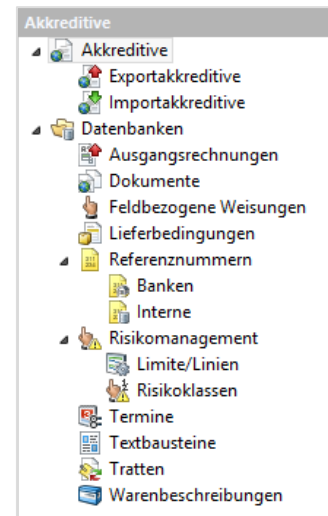 Akkreditive
Akkreditive
Exportakkreditive
Importakkreditive
Datenbanken
Ausgangsrechnungen
Dokumente
Feldbezogene Weisungen
Lieferbedingungen
Referenznummern
Banken
Interne
Risikomanagement
Limite/Linien
Risikoklassen
Termine
Textbausteine
Tratten
Warenbeschreibungen